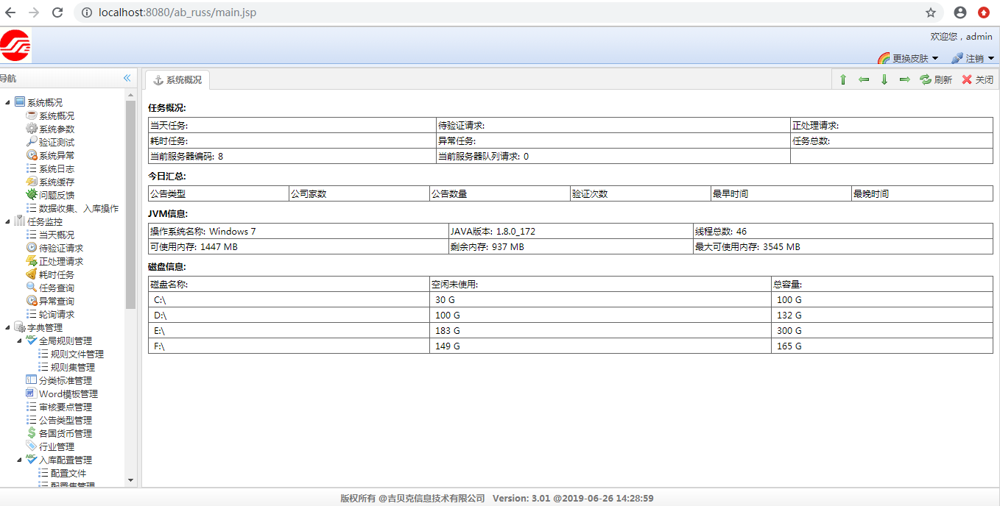 localhost:8080/ab_russ/main.jsp
欢迎您，admin
更换皮肤 注销
导航
系统概况
刷新 关闭
系统概况
系统概况
系统参数
验证测试
系统异常
系统日志
系统缓存
问题反馈
数据收集、入库操作
任务监控
当天概况
待验证请求
正处理请求
耗时任务
任务查询
异常查询
轮询请求
字典管理
全局规则管理
规则文件管理
规则集管理
分类标准管理
Word模板管理
审核要点管理
公告类型管理
各国货币管理
行业管理
入库配置管理
配置文件
配置集管理
任务概况:
当天任务: 待验证请求: 正处理请求:
耗时任务: 异常任务: 任务总数:
当前服务器编码: 8 当前服务器队列请求: 0
今日汇总:
公告类型 公司家数 公告数量 验证次数 最早时间 最晚时间
JVM信息:
操作系统名称: Windows 7 JAVA版本: 1.8.0_172 线程总数: 46
可使用内存: 1447 MB 剩余内存: 937 MB 最大可使用内存: 3545 MB
磁盘信息:
磁盘名称: 空闲未使用: 总容量:
C:\ 30 G 100 G
D:\ 100 G 132 G
E:\ 183 G 300 G
F:\ 149 G 165 G
版权所有 @吉贝克信息技术有限公司 Version: 3.01 @2019-06-26 14:28:59